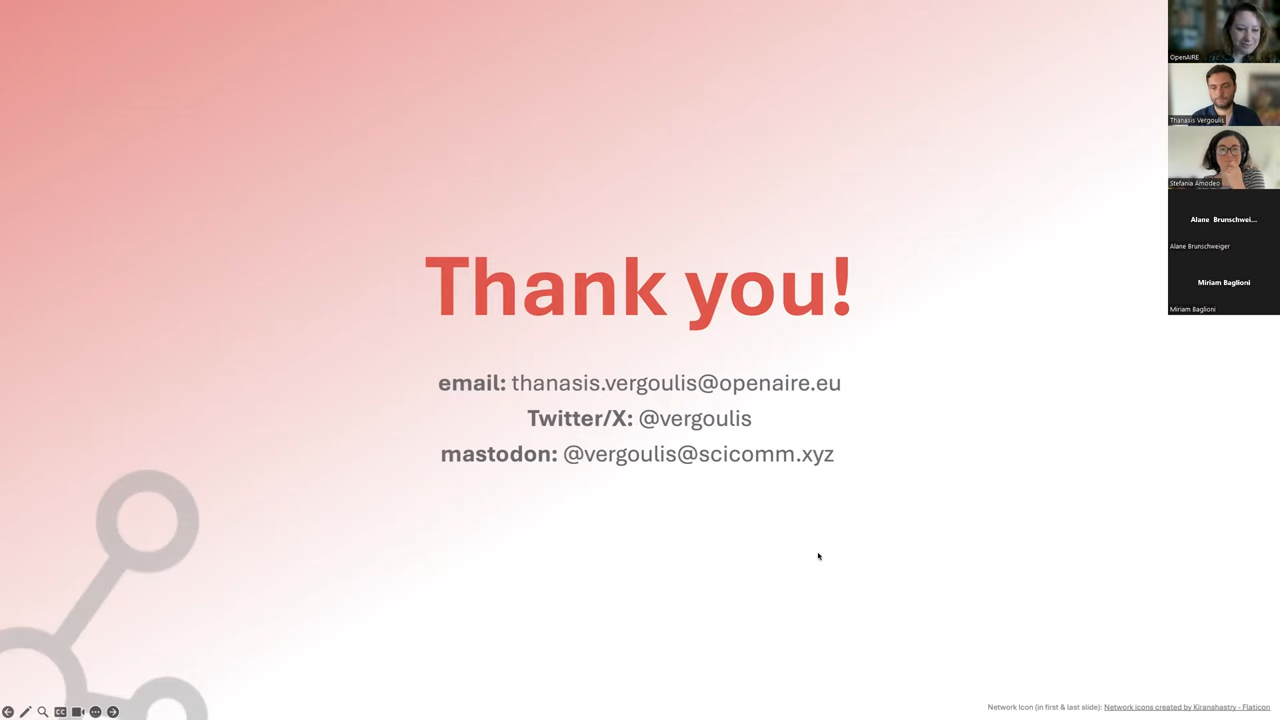 Thank you!
email: thanasis.vergoulis@openaire.eu
Twitter/X: @vergoulis
mastodon: @vergoulis@scicomm.xyz
OpenAIRE
Thanasis Vergoulis
Stefania Amodeo
Alane Brunschwei...
Alane Brunschweiger
Miriam Baglioni
Miriam Baglioni
CC
Network Icon (in first & last slide): Network icons created by Kiranshastry - Flaticon